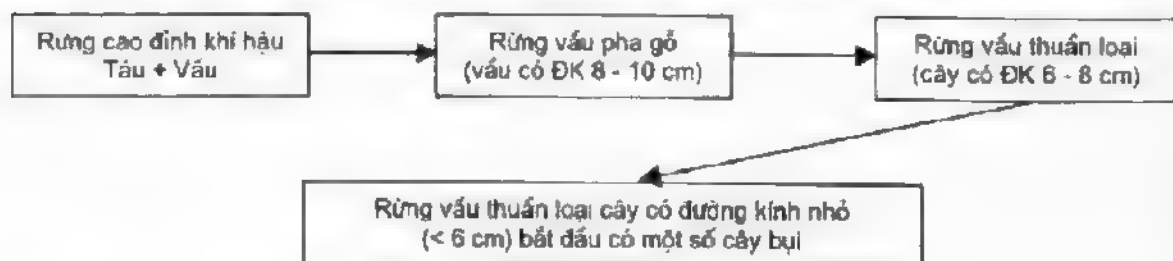 Rưng cao đỉnh khí hậu
Táu + Vầu
Rừng vầu pha gỗ
(vầu có ĐK 8 - 10 cm)
Rừng vầu thuần loại
(cây có ĐK 6 - 8 cm)
Rừng vầu thuần loại cây có đường kính nhỏ
(< 6 cm) bắt đầu có một số cây bụi